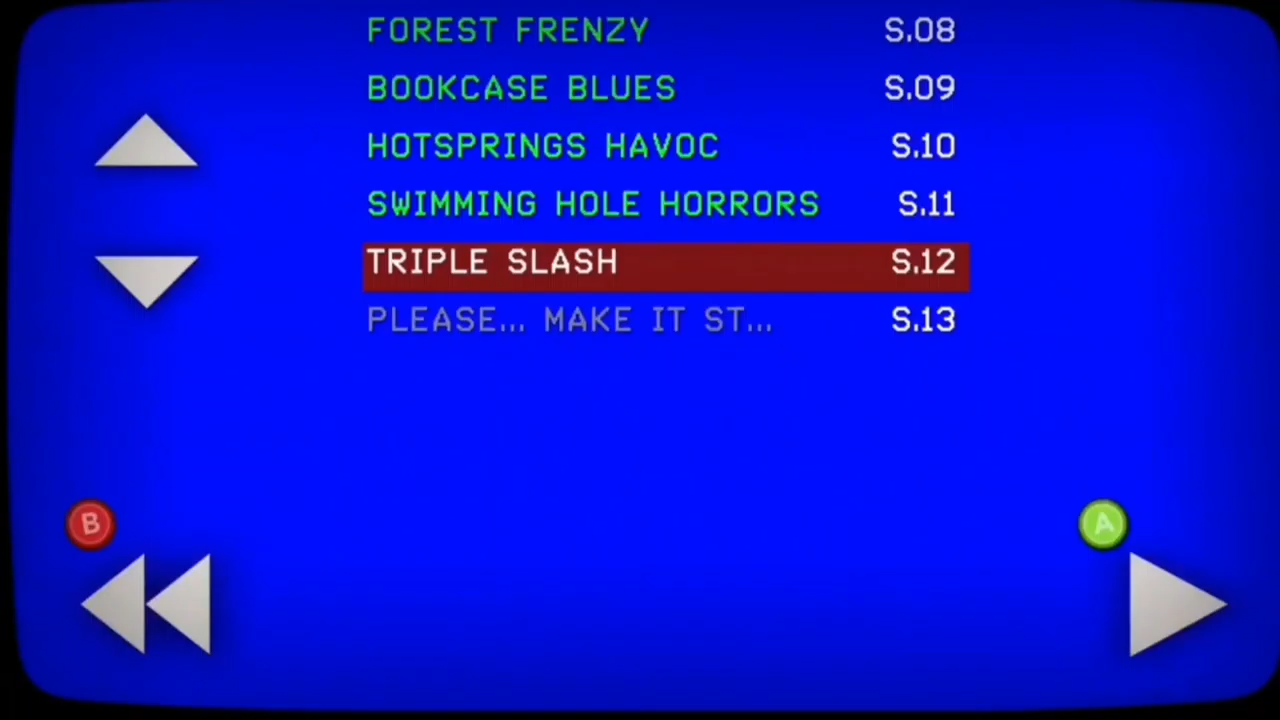 FOREST FRENZY S.08
BOOKCASE BLUES S.09
HOTSPRINGS HAVOC S.10
SWIMMING HOLE HORRORS S.11
TRIPLE SLASH S.12
PLEASE... MAKE IT ST... S.13
B
A